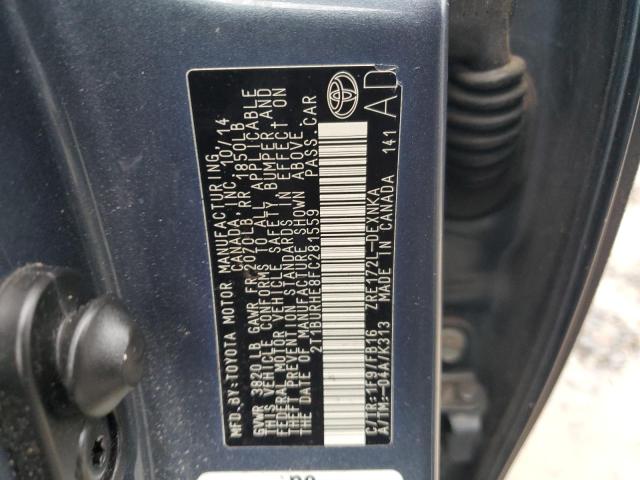 MFD.BY:TOYOTA MOTOR MANUFACTURING
CANADA,INC. 10/14
GVWR 3820LB GAWR FR 2070LB,RR 1850LB
THIS VEHICLE CONFORMS TO ALL APPLICABLE
FEDERAL MOTOR VEHICLE SAFETY, BUMPER AND
THEFT PREVENTION STANDARDS IN EFFECT ON
THE DATE OF MANUFACTURE SHOWN ABOVE.
2T1BURHE8FC281559 PASS.CAR
C/TR:1F9/FB16 ZRE172L-DEXNKA
A/TM:-04A/K313 MADE IN CANADA 141
AD